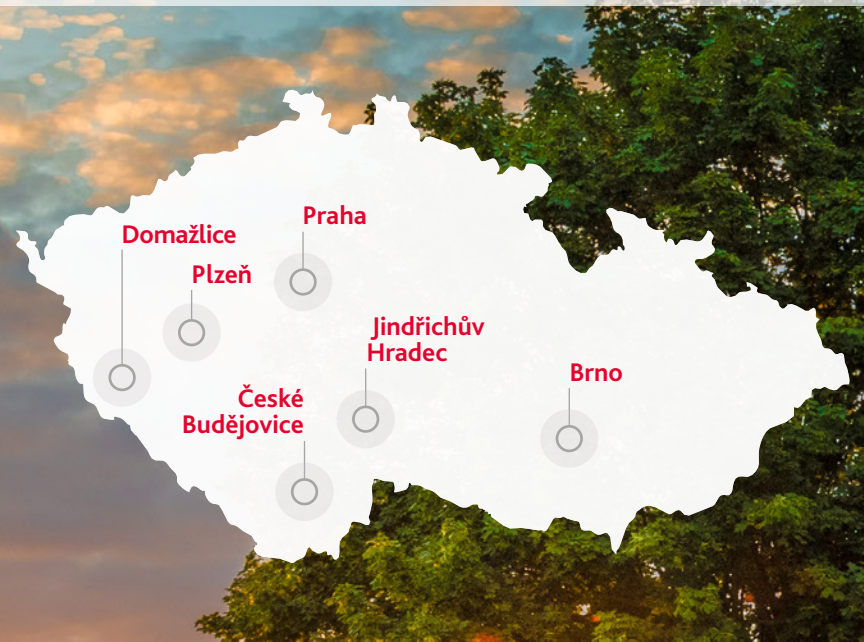 Praha
Domažlice
Plzeň
Jindřichův
Hradec
Brno
České
Budějovice